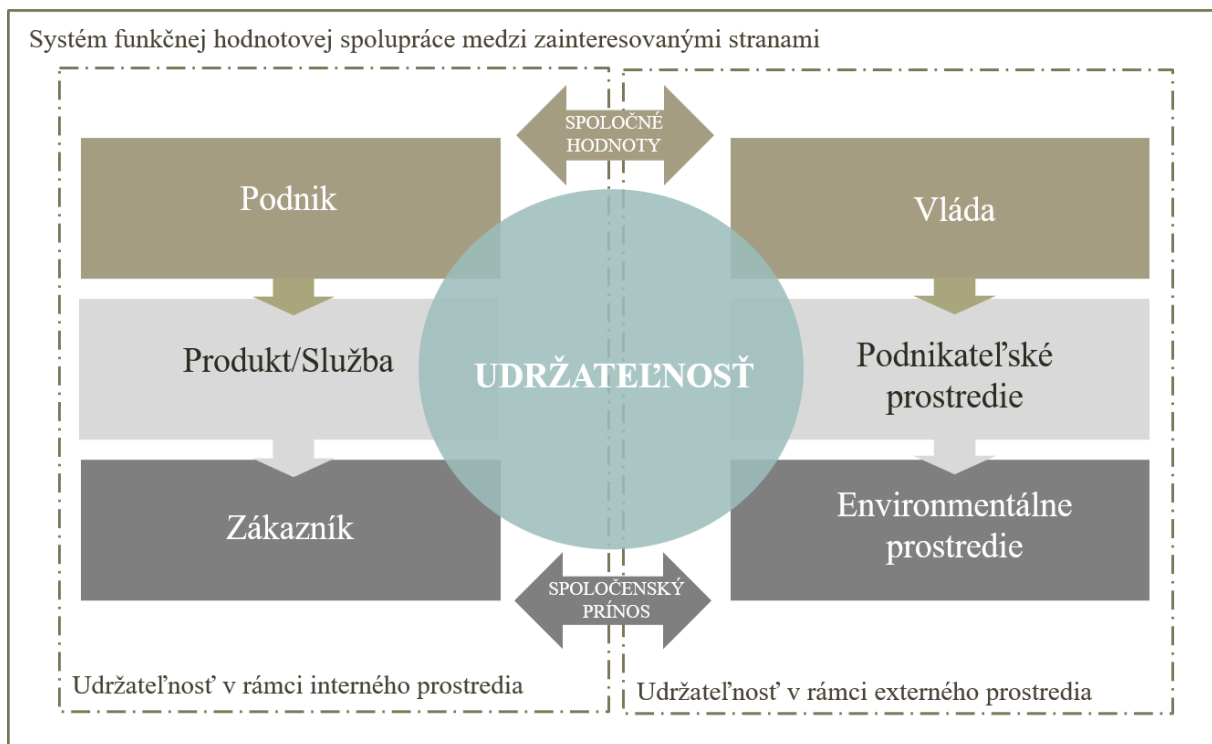 Systém funkčnej hodnotovej spolupráce medzi zainteresovanými stranami
SPOLOČNÉ
HODNOTY
Podnik
Vláda
Produkt/Služba
UDRŽATEĽNOSŤ
Podnikateľské
prostredie
Zákazník
Environmentálne
prostredie
SPOLOČENSKÝ
PRÍNOS
Udržateľnosť v rámci interného prostredia
Udržateľnosť v rámci externého prostredia